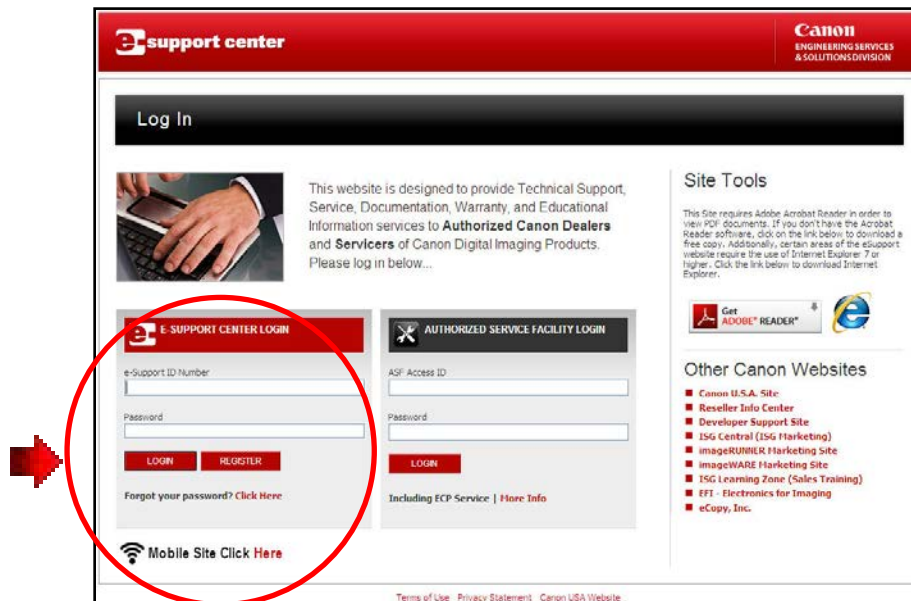 e-support center
Canon
ENGINEERING SERVICES
& SOLUTIONS DIVISION
Log In
This website is designed to provide Technical Support,
Service, Documentation, Warranty, and Educational
Information services to Authorized Canon Dealers
and Servicers of Canon Digital Imaging Products.
Please log in below...
E-SUPPORT CENTER LOGIN
e-Support ID Number
Password
LOGIN
REGISTER
Forgot your password? Click Here
Mobile Site Click Here
AUTHORIZED SERVICE FACILITY LOGIN
ASF Access ID
Password
LOGIN
Including ECP Service | More Info
Site Tools
This Site requires Adobe Acrobat Reader in order to
view PDF documents. If you don't have the Acrobat
Reader software, click on the link below to download a
free copy. Additionally, certain areas of the eSupport
website require the use of Internet Explorer 7 or
higher. Click the link below to download Internet
Explorer.
Get
ADOBE® READER®
Other Canon Websites
Canon U.S.A. Site
Reseller Info Center
Developer Support Site
ISG Central (ISG Marketing)
imageRUNNER Marketing Site
imageWARE Marketing Site
ISG Learning Zone (Sales Training)
EFI - Electronics for Imaging
eCopy, Inc.
Terms of Use Privacy Statement Canon USA Website